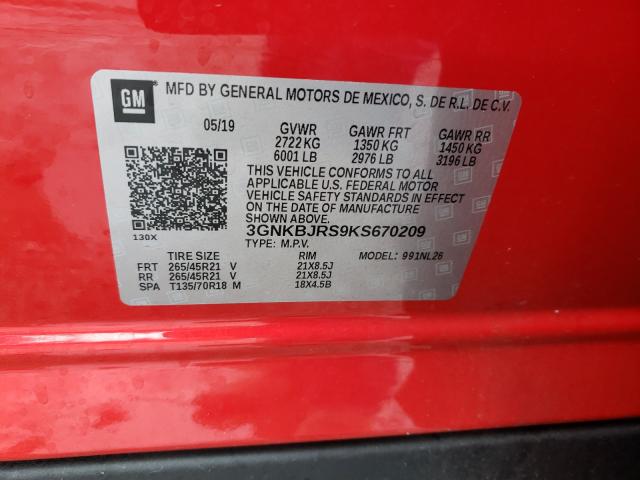 GM MFD BY GENERAL MOTORS DE MEXICO, S. DE R.L. DE C.V.
05/19 GVWR GAWR FRT GAWR RR
2722 KG 1350 KG 1450 KG
6001 LB 2976 LB 3196 LB
THIS VEHICLE CONFORMS TO ALL
APPLICABLE U.S. FEDERAL MOTOR
VEHICLE SAFETY STANDARDS IN EFFECT
ON THE DATE OF MANUFACTURE
SHOWN ABOVE.
130X 3GNKBJRS9KS670209
TYPE: M.P.V.
TIRE SIZE RIM MODEL: 991NL26
FRT 265/45R21 V 21X8.5J
RR 265/45R21 V 21X8.5J
SPA T135/70R18 M 18X4.5B